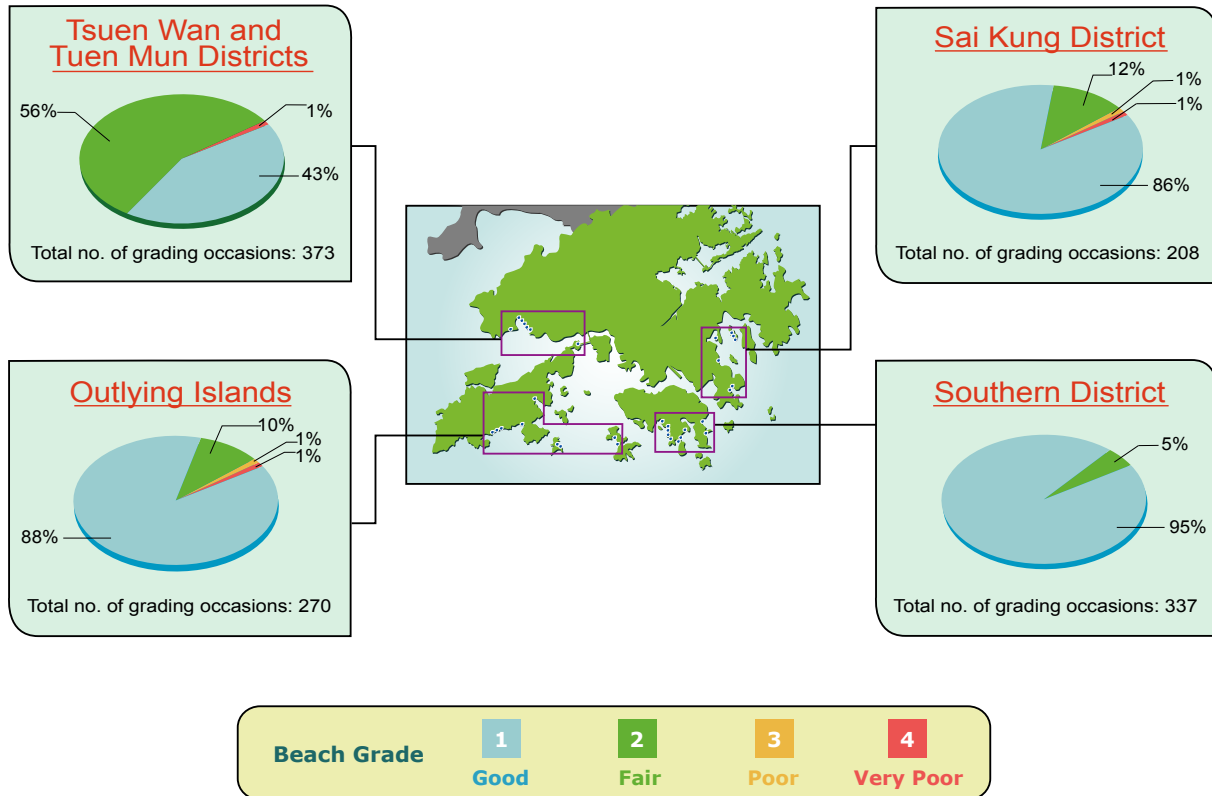 Tsuen Wan and
Tuen Mun Districts
56%
1%
43%
Total no. of grading occasions: 373
Sai Kung District
12%
1%
1%
86%
Total no. of grading occasions: 208
Outlying Islands
10%
1%
1%
88%
Total no. of grading occasions: 270
Southern District
5%
95%
Total no. of grading occasions: 337
Beach Grade
1
2
3
4
Good
Fair
Poor
Very Poor